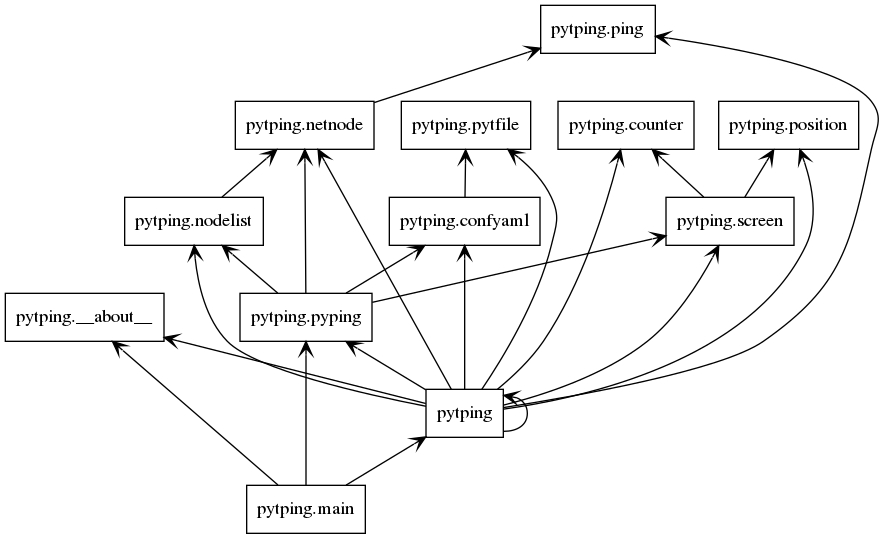 pytping.ping
pytping.netnode
pytping.pytfile
pytping.counter
pytping.position
pytping.nodelist
pytping.confyaml
pytping.screen
pytping.__about__
pytping.pyping
pytping
pytping.main